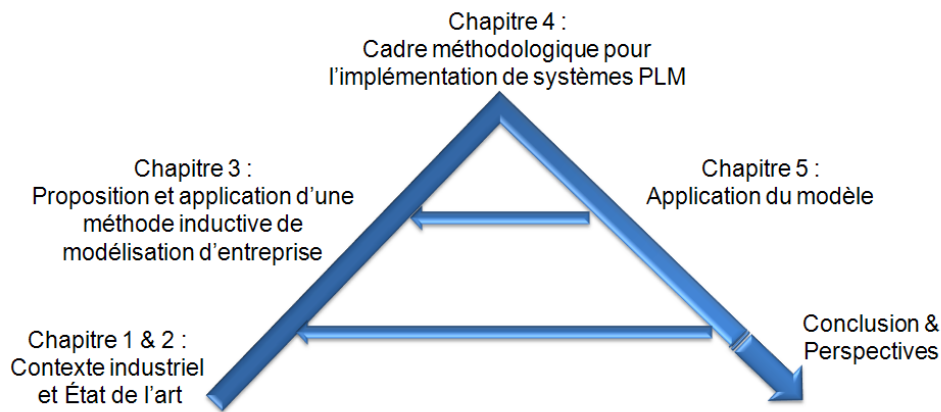 Chapitre 4 :
Cadre méthodologique pour
l’implémentation de systèmes PLM
Chapitre 3 :
Proposition et application d’une
méthode inductive de
modélisation d’entreprise
Chapitre 5 :
Application du modèle
Chapitre 1 & 2 :
Contexte industriel
et État de l’art
Conclusion &
Perspectives